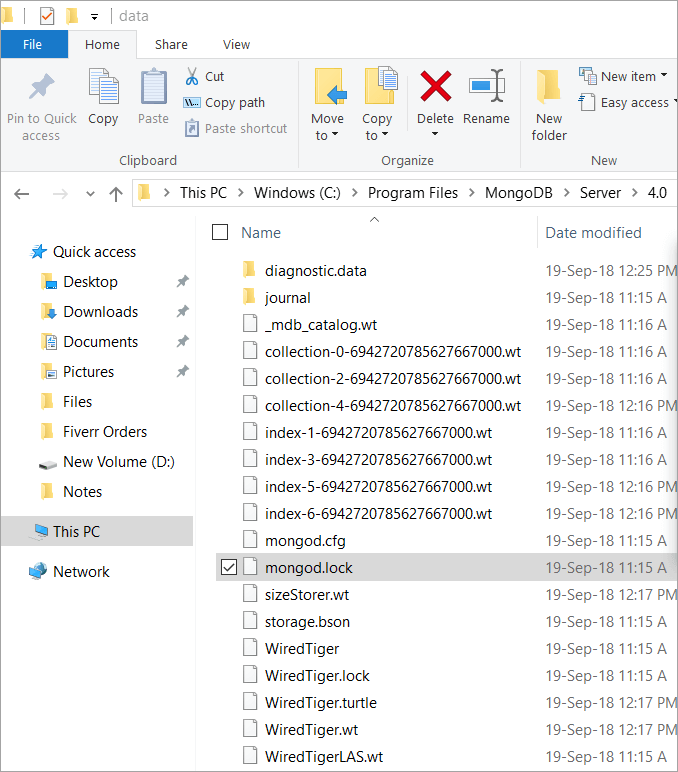 data
File Home Share View
Pin to Quick access
Copy
Paste
Cut
Copy path
Paste shortcut
Clipboard
Move to
Copy to
Delete
Rename
Organize
New folder
New item
Easy access
New
This PC > Windows (C:) > Program Files > MongoDB > Server > 4.0
Quick access
Desktop
Downloads
Documents
Pictures
Files
Fiverr Orders
New Volume (D:)
Notes
This PC
Network
Name Date modified
diagnostic.data 19-Sep-18 12:25 PM
journal 19-Sep-18 11:15 A
_mdb_catalog.wt 19-Sep-18 11:16 A
collection-0-6942720785627667000.wt 19-Sep-18 11:16 A
collection-2-6942720785627667000.wt 19-Sep-18 11:16 A
collection-4-6942720785627667000.wt 19-Sep-18 12:16 PM
index-1-6942720785627667000.wt 19-Sep-18 11:16 A
index-3-6942720785627667000.wt 19-Sep-18 11:16 A
index-5-6942720785627667000.wt 19-Sep-18 12:16 PM
index-6-6942720785627667000.wt 19-Sep-18 12:16 PM
mongod.cfg 19-Sep-18 11:15 A
mongod.lock 19-Sep-18 11:15 A
sizeStorer.wt 19-Sep-18 12:17 PM
storage.bson 19-Sep-18 11:15 A
WiredTiger 19-Sep-18 11:15 A
WiredTiger.lock 19-Sep-18 11:15 A
WiredTiger.turtle 19-Sep-18 12:17 PM
WiredTiger.wt 19-Sep-18 12:17 PM
WiredTigerLAS.wt 19-Sep-18 11:15 A